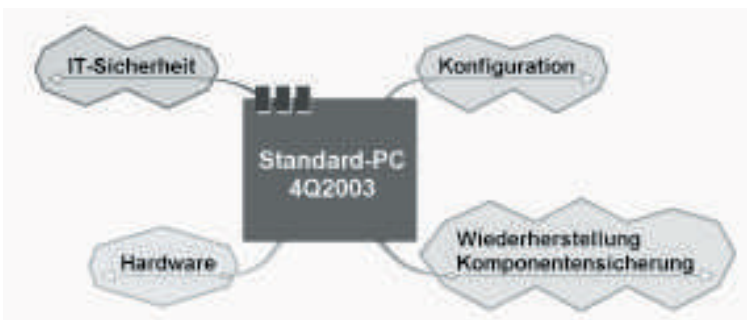 IT-Sicherheit
Konfiguration
Standard-PC
4Q2003
Hardware
Wiederherstellung
Komponentensicherung